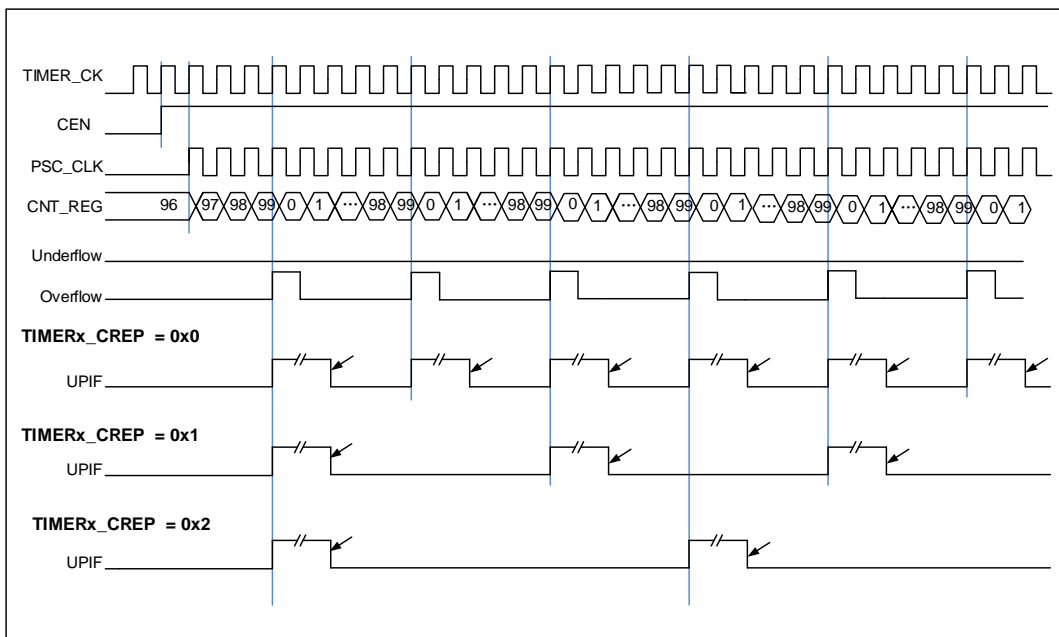 TIMER_CK
CEN
PSC_CLK
CNT_REG 96 97 98 99 0 1 ... 98 99 0 1 ... 98 99 0 1 ... 98 99 0 1 ... 98 99 0 1 ... 98 99 0 1
Underflow
Overflow
TIMERx_CREP = 0x0
UPIF
TIMERx_CREP = 0x1
UPIF
TIMERx_CREP = 0x2
UPIF